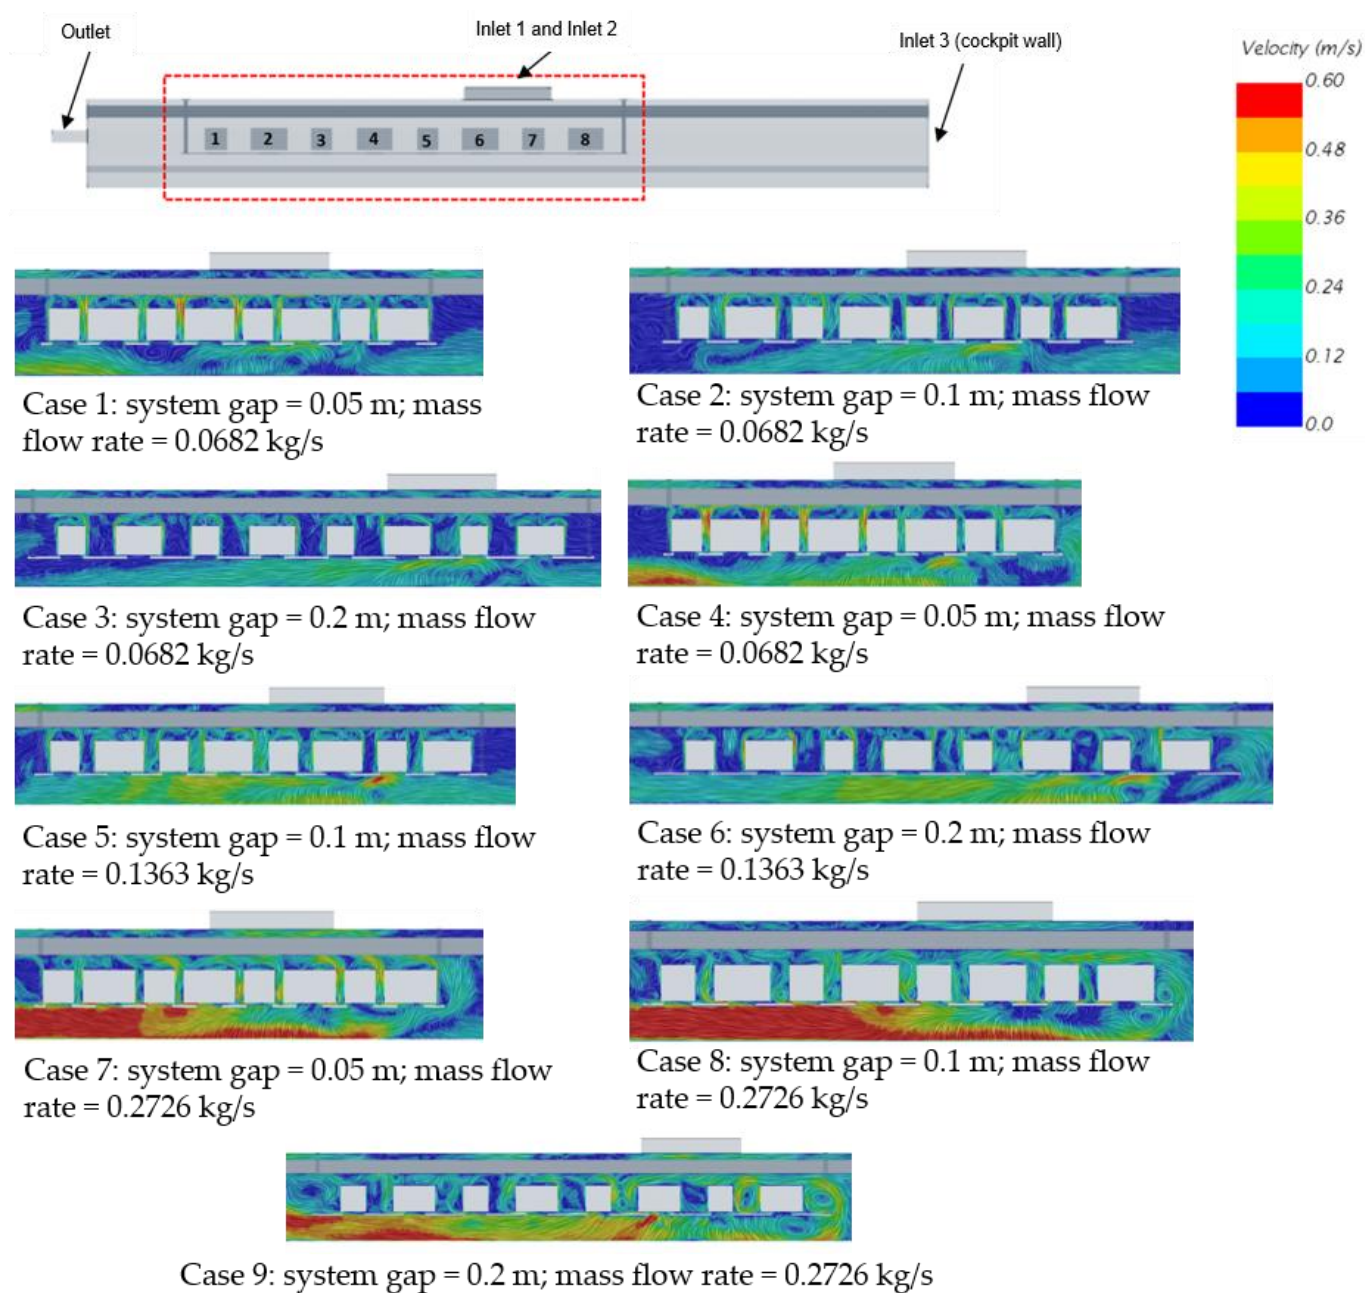 Outlet
Inlet 1 and Inlet 2
Inlet 3 (cockpit wall)
Velocity (m/s)
0.60
0.48
0.36
0.24
0.12
0.0
1 2 3 4 5 6 7 8
Case 1: system gap = 0.05 m; mass
flow rate = 0.0682 kg/s
Case 2: system gap = 0.1 m; mass flow
rate = 0.0682 kg/s
Case 3: system gap = 0.2 m; mass flow
rate = 0.0682 kg/s
Case 4: system gap = 0.05 m; mass flow
rate = 0.0682 kg/s
Case 5: system gap = 0.1 m; mass flow
rate = 0.1363 kg/s
Case 6: system gap = 0.2 m; mass flow
rate = 0.1363 kg/s
Case 7: system gap = 0.05 m; mass flow
rate = 0.2726 kg/s
Case 8: system gap = 0.1 m; mass flow
rate = 0.2726 kg/s
Case 9: system gap = 0.2 m; mass flow rate = 0.2726 kg/s